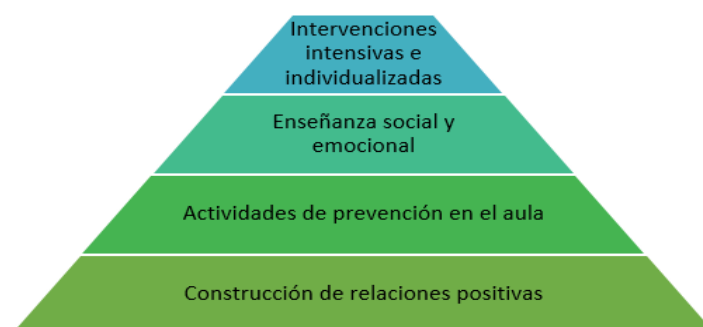 Intervenciones
intensivas e
individualizadas
Enseñanza social y
emocional
Actividades de prevención en el aula
Construcción de relaciones positivas